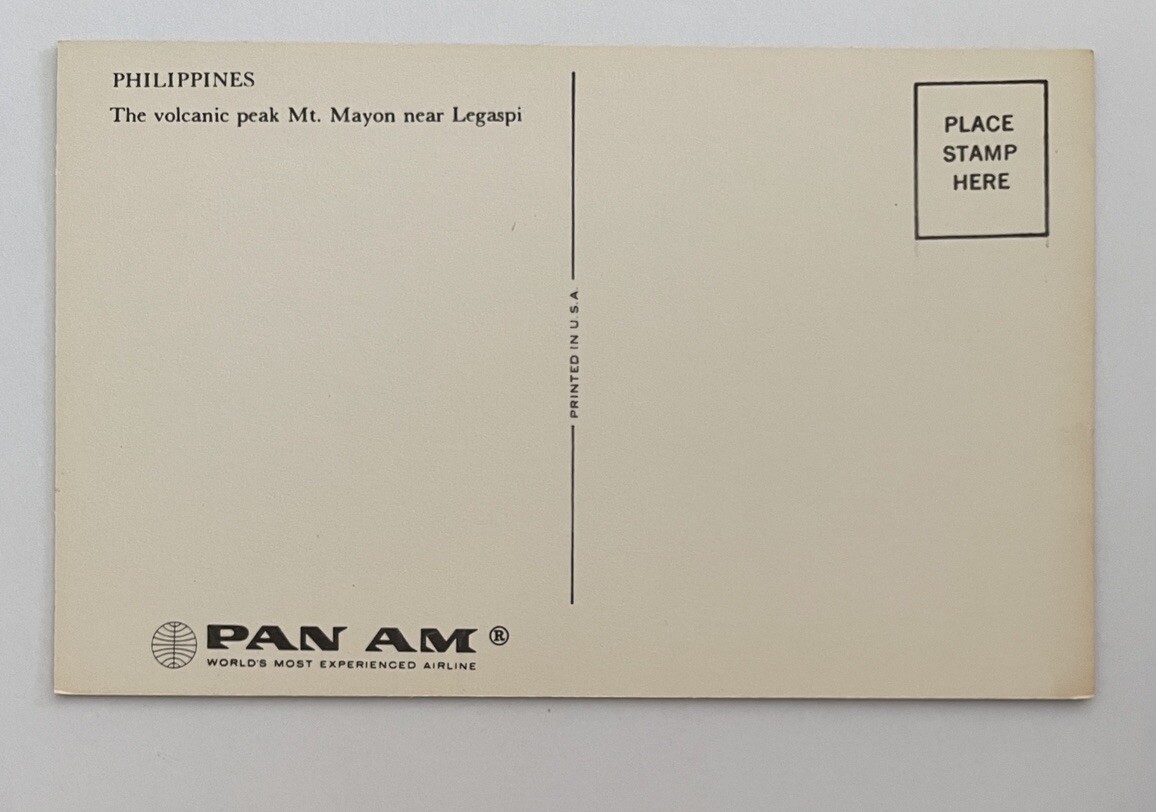 PHILIPPINES
The volcanic peak Mt. Mayon near Legaspi
PLACE
STAMP
HERE
PRINTED IN U.S.A.
PAN AM ®
WORLD'S MOST EXPERIENCED AIRLINE